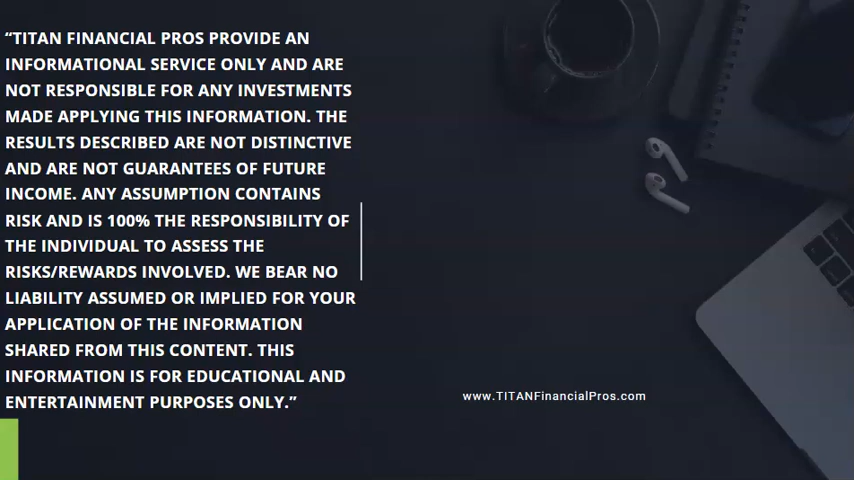 “TITAN FINANCIAL PROS PROVIDE AN
INFORMATIONAL SERVICE ONLY AND ARE
NOT RESPONSIBLE FOR ANY INVESTMENTS
MADE APPLYING THIS INFORMATION. THE
RESULTS DESCRIBED ARE NOT DISTINCTIVE
AND ARE NOT GUARANTEES OF FUTURE
INCOME. ANY ASSUMPTION CONTAINS
RISK AND IS 100% THE RESPONSIBILITY OF
THE INDIVIDUAL TO ASSESS THE
RISKS/REWARDS INVOLVED. WE BEAR NO
LIABILITY ASSUMED OR IMPLIED FOR YOUR
APPLICATION OF THE INFORMATION
SHARED FROM THIS CONTENT. THIS
INFORMATION IS FOR EDUCATIONAL AND
ENTERTAINMENT PURPOSES ONLY.”
www.TITANFinancialPros.com